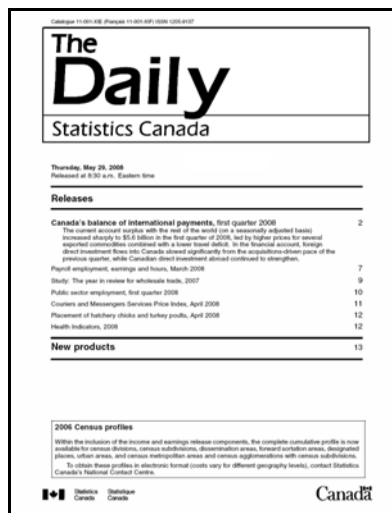 Catalogue 11-001-XIE (Français 11-001-XIF) ISSN 1205-9137
The
Daily
Statistics Canada
Thursday, May 29, 2008
Released at 8:30 a.m. Eastern time
Releases
Canada's balance of international payments, first quarter 2008 2
The current account surplus with the rest of the world (on a seasonally adjusted basis)
increased sharply to $5.6 billion in the first quarter of 2008, led by higher prices for several
exported commodities combined with a lower travel deficit. In the financial account, foreign
direct investment flows into Canada slowed significantly from the acquisitions-driven pace of the
previous quarter, while Canadian direct investment abroad continued to strengthen.
Payroll employment, earnings and hours, March 2008 7
Study: The year in review for wholesale trade, 2007 9
Public sector employment, first quarter 2008 10
Couriers and Messengers Services Price Index, April 2008 11
Placement of hatchery chicks and turkey poults, April 2008 12
Health Indicators, 2008 12
New products 13
2006 Census profiles
Within the inclusion of the income and earnings release components, the complete cumulative profile is now
available for census divisions, census subdivisions, dissemination areas, forward sortation areas, designated
places, urban areas, and census metropolitan areas and census agglomerations with census subdivisions.
To obtain these profiles in electronic format (costs vary for different geography levels), contact Statistics
Canada's National Contact Centre.
Statistics Statistique
Canada Canada
Canada